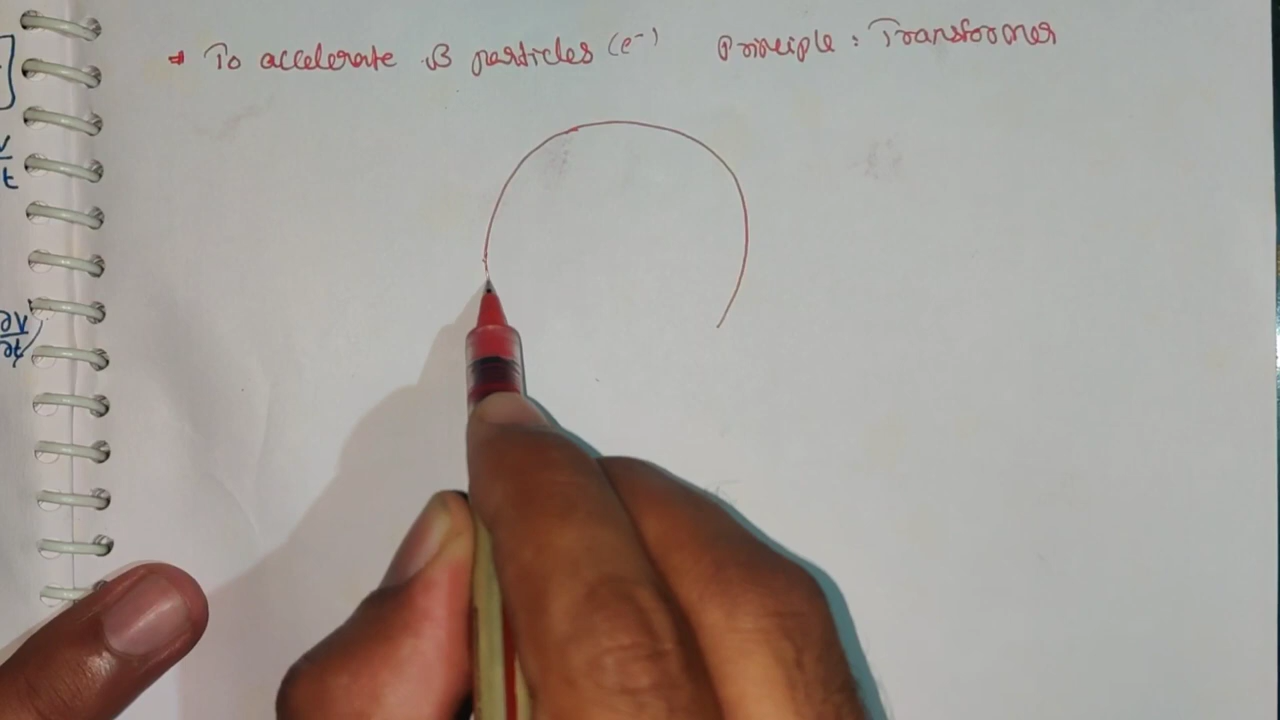 → To accelerate β particles (e⁻) Principle : Transformer